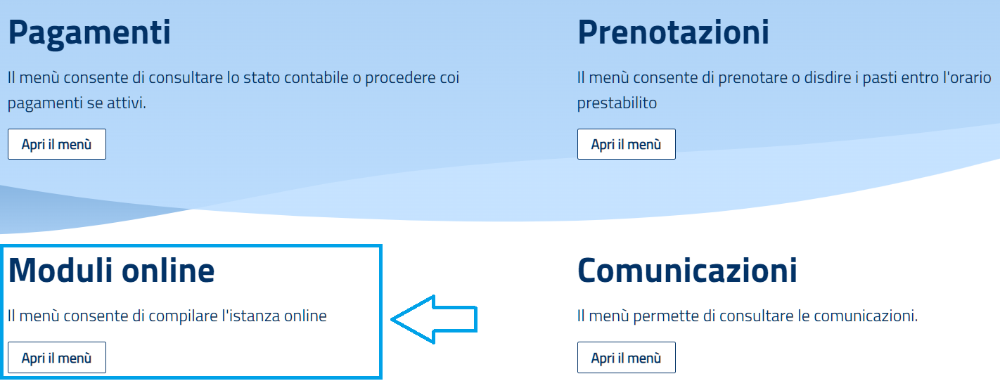 Pagamenti
Il menù consente di consultare lo stato contabile o procedere coi
pagamenti se attivi.
Apri il menù
Prenotazioni
Il menù consente di prenotare o disdire i pasti entro l'orario
prestabilito
Apri il menù
Moduli online
Il menù consente di compilare l'istanza online
Apri il menù
Comunicazioni
Il menù permette di consultare le comunicazioni.
Apri il menù